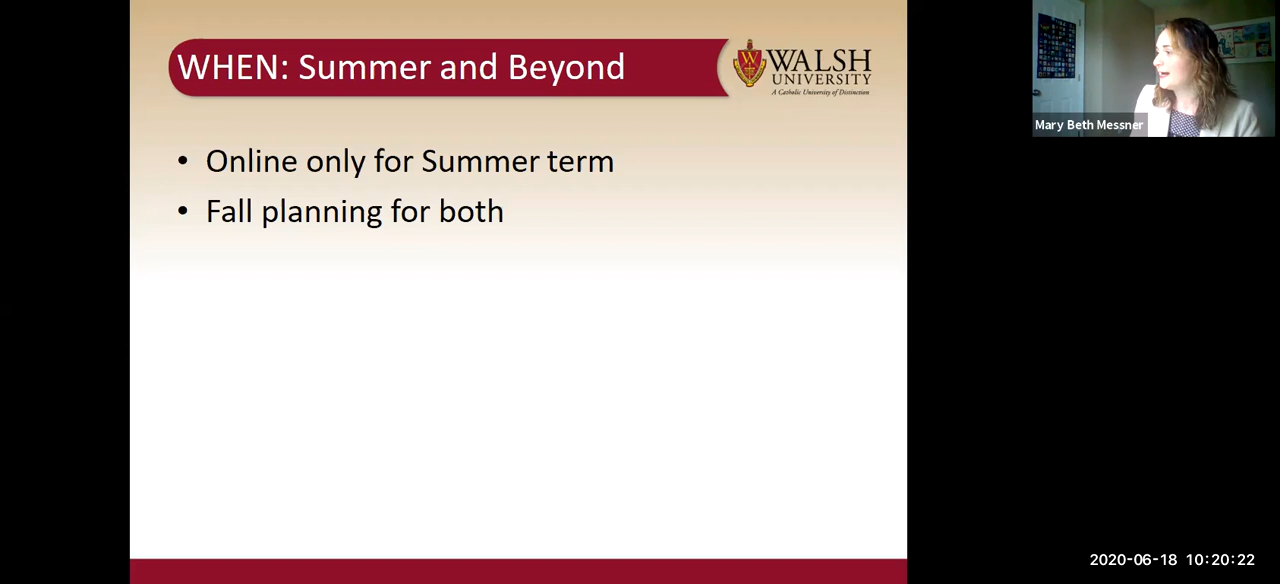 WHEN: Summer and Beyond
W
WALSH
UNIVERSITY
A Catholic University of Distinction
• Online only for Summer term
• Fall planning for both
Mary Beth Messner
2020-06-18 10:20:22